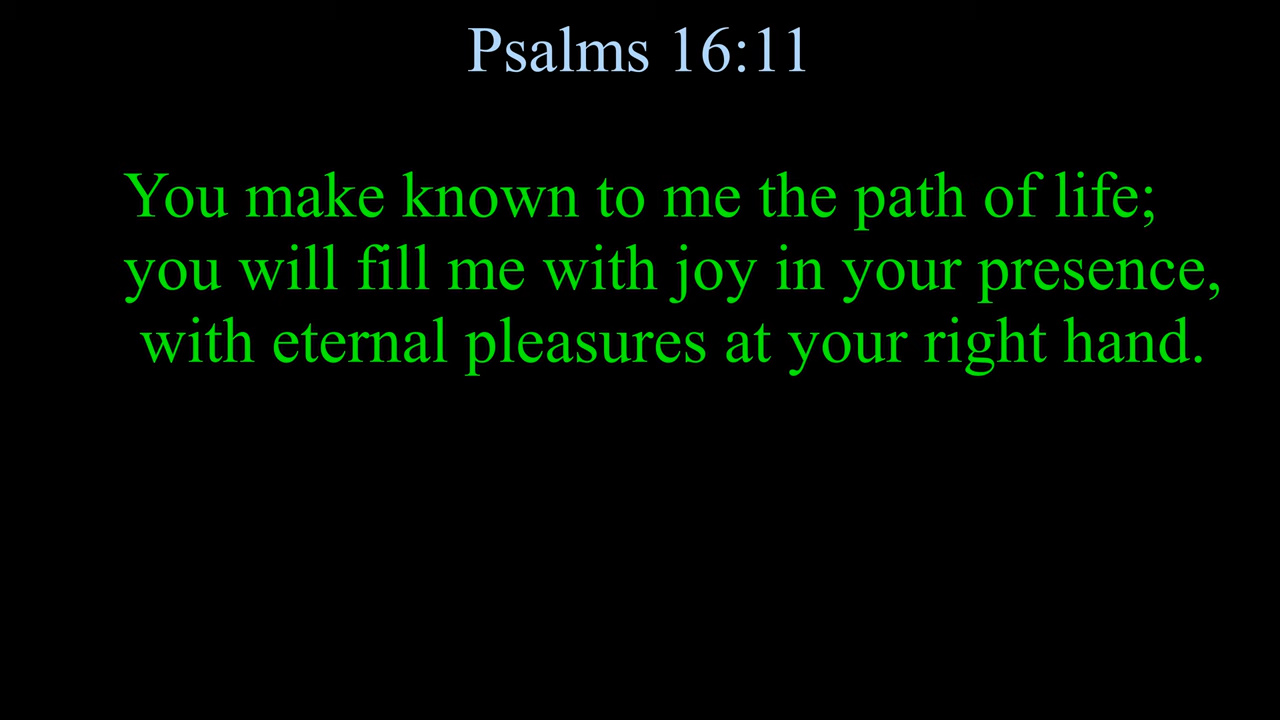 Psalms 16:11
You make known to me the path of life;
you will fill me with joy in your presence,
with eternal pleasures at your right hand.